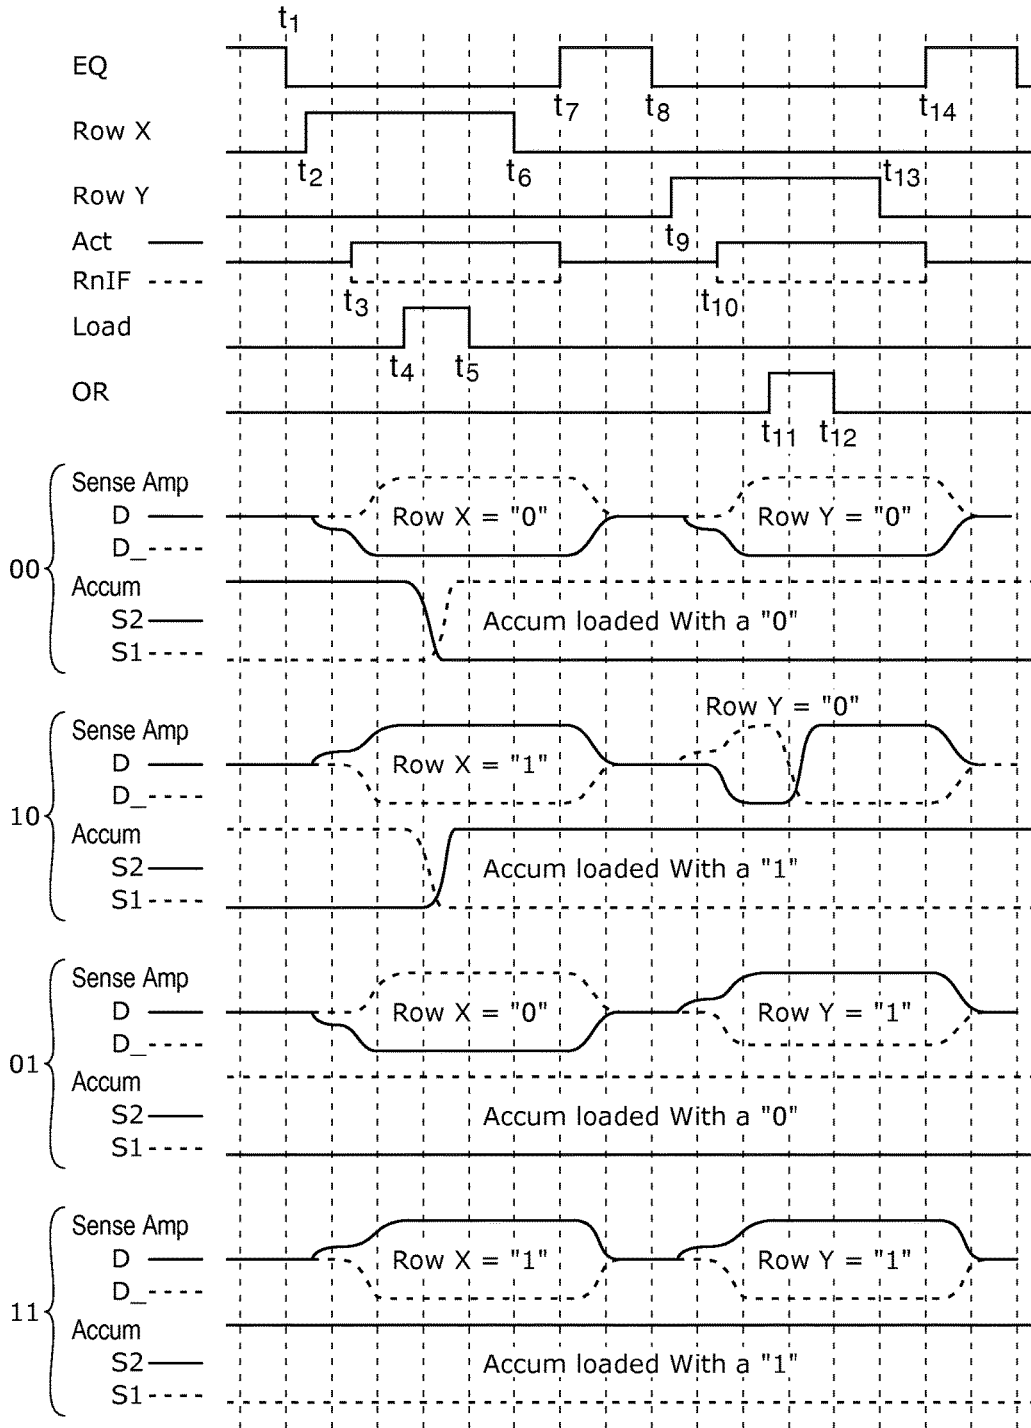 t1
EQ
t7 t8 t14
Row X
t2 t6 t13
Row Y
t9
Act
RnIF
t3 t10
Load
t4 t5
OR
t11 t12
00
Sense Amp
D
D_
Row X = "0" Row Y = "0"
Accum
S2
S1
Accum loaded With a "0"
10
Sense Amp
D
D_
Row X = "1" Row Y = "0"
Accum
S2
S1
Accum loaded With a "1"
01
Sense Amp
D
D_
Row X = "0" Row Y = "1"
Accum
S2
S1
Accum loaded With a "0"
11
Sense Amp
D
D_
Row X = "1" Row Y = "1"
Accum
S2
S1
Accum loaded With a "1"